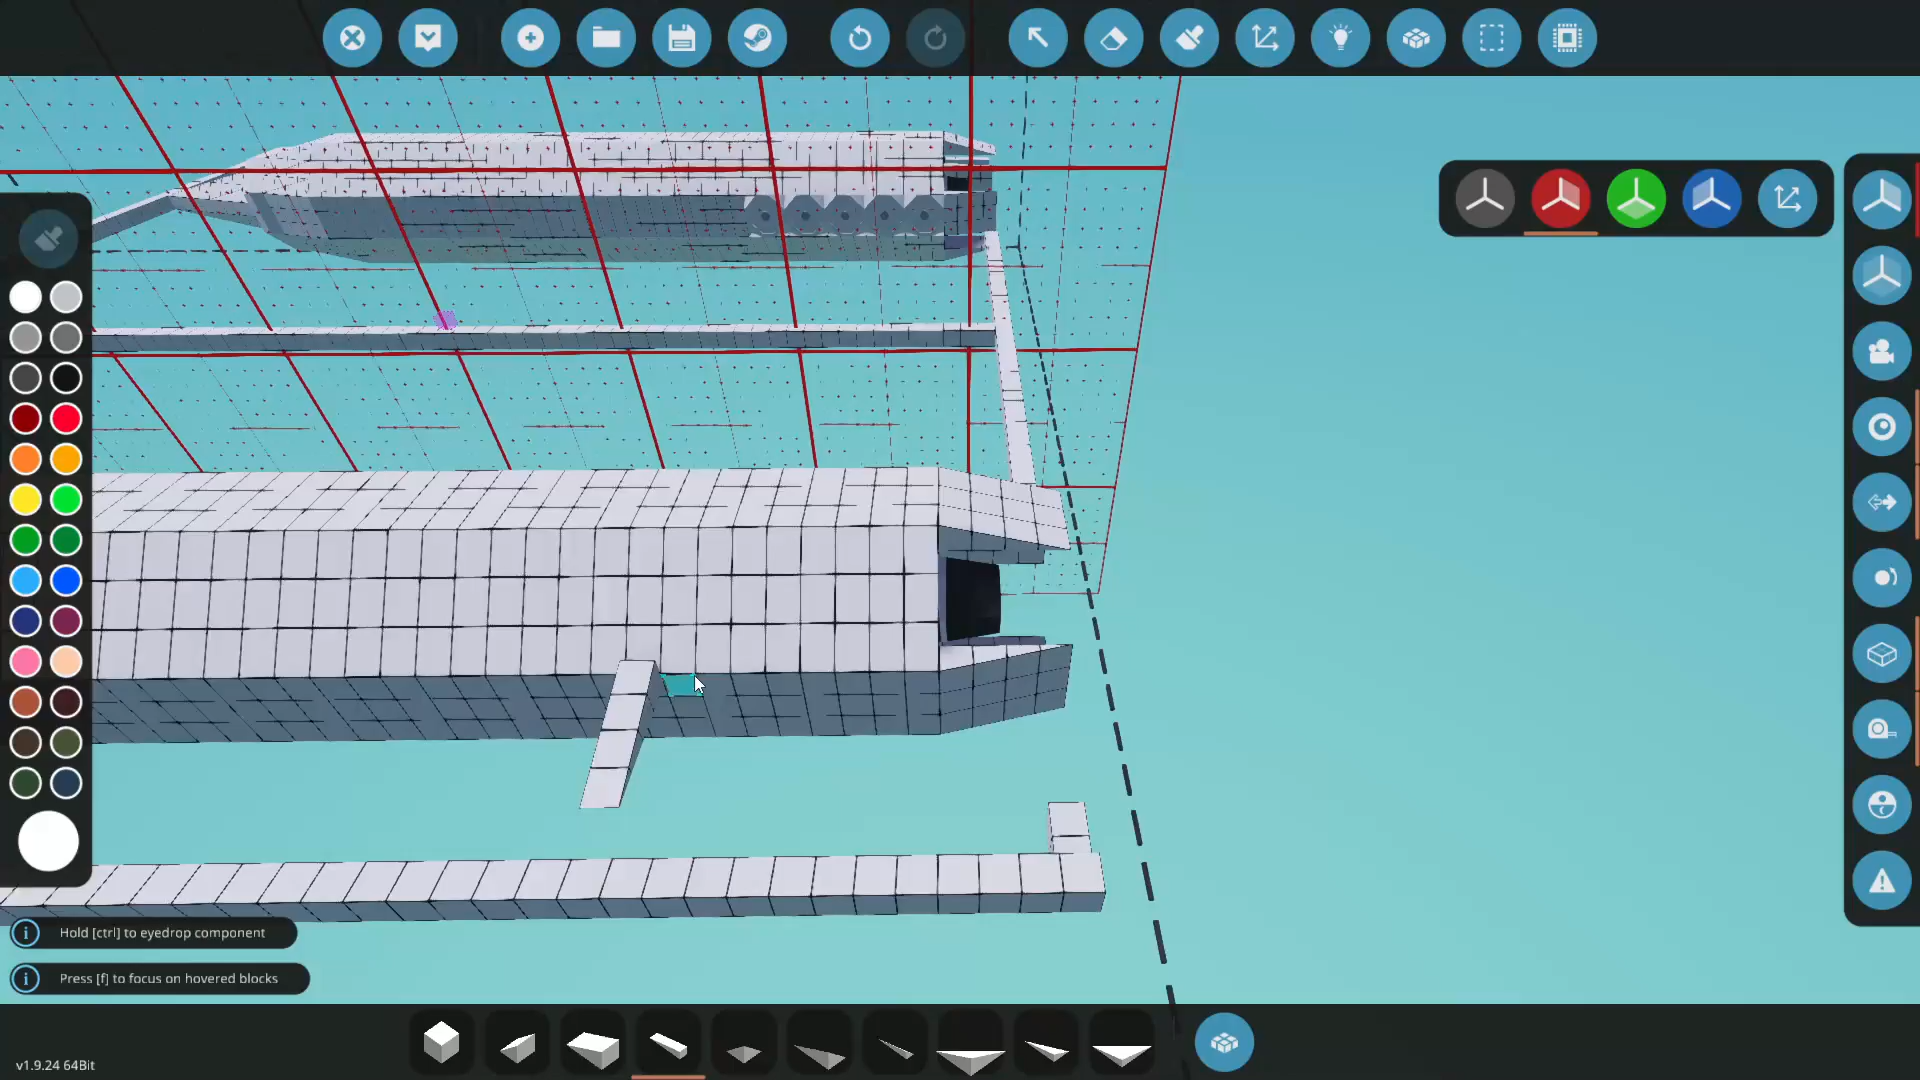 Hold [ctrl] to eyedrop component
Press [f] to focus on hovered blocks
v1.9.24 64Bit